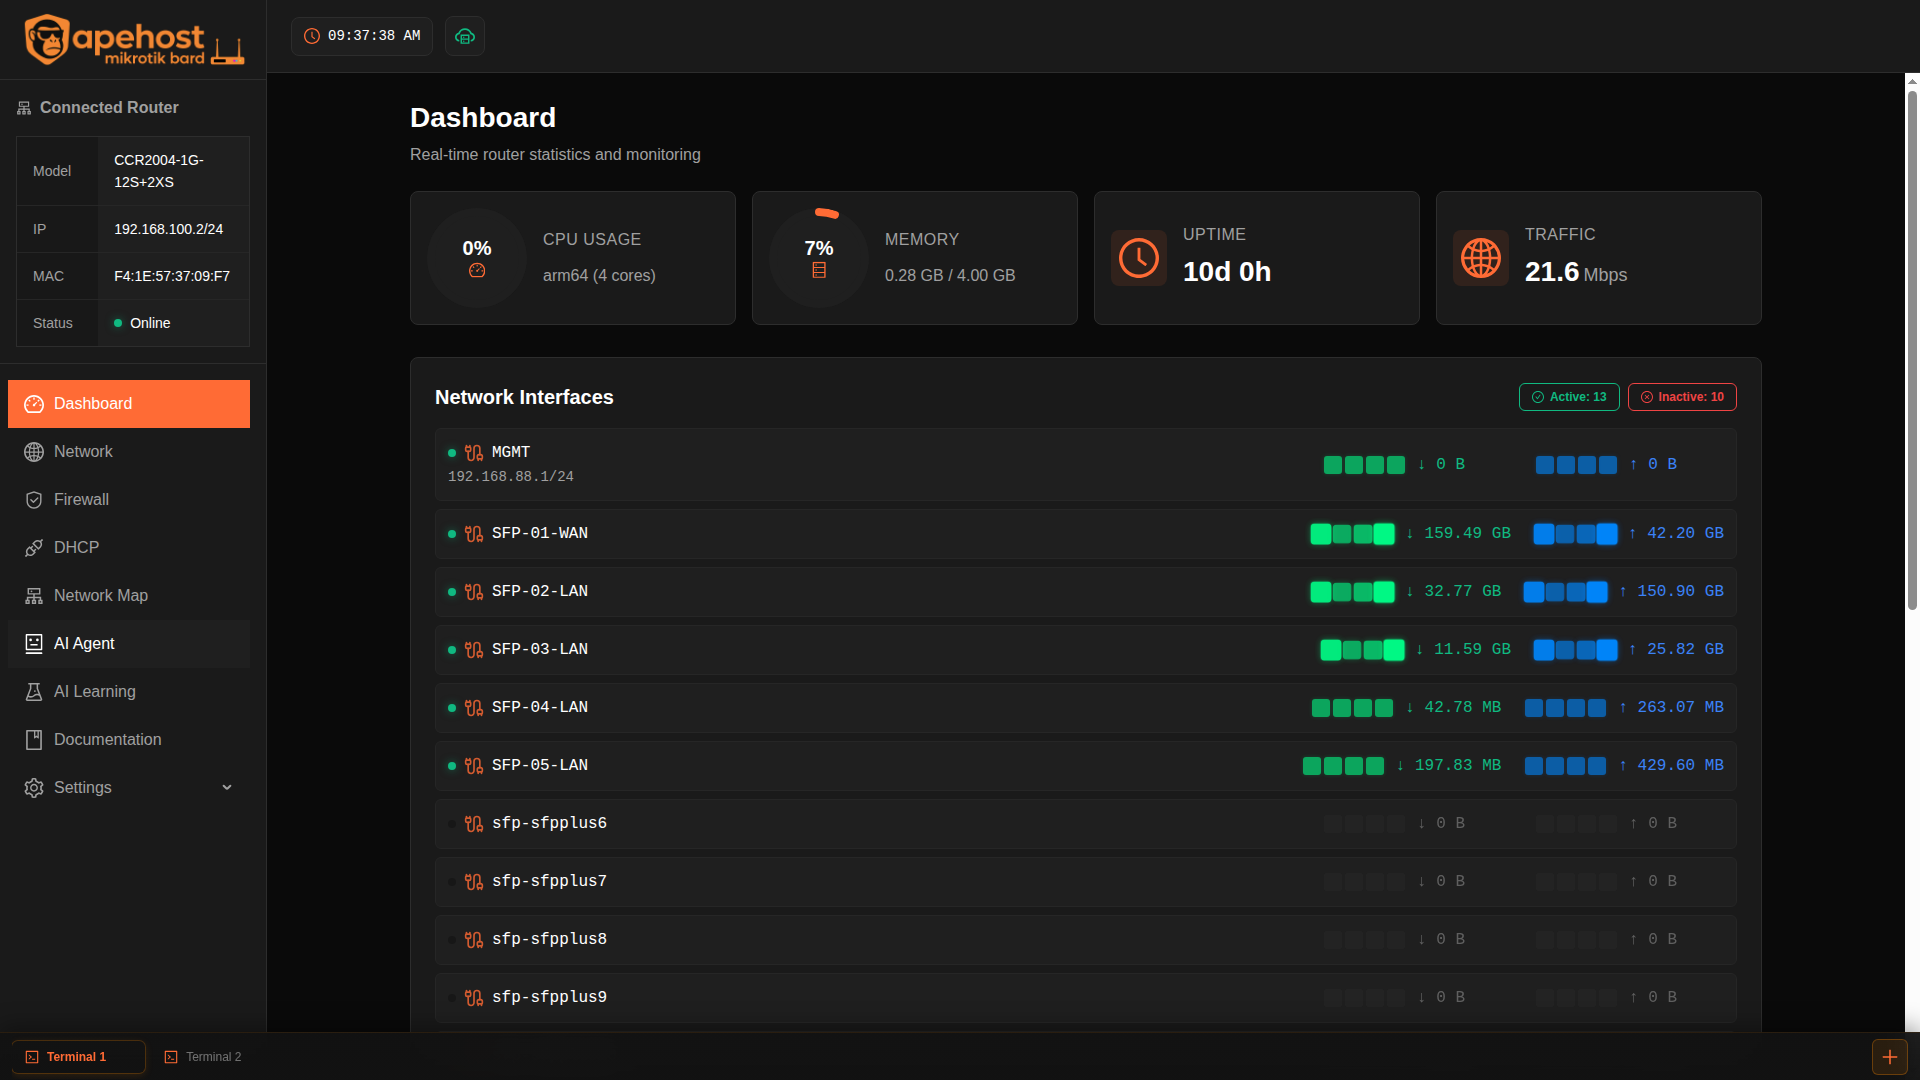 apehost
mikrotik bard
09:37:38 AM
Connected Router
Model
CCR2004-1G-
12S+2XS
IP
192.168.100.2/24
MAC
F4:1E:57:37:09:F7
Status
Online
Dashboard
Network
Firewall
DHCP
Network Map
AI Agent
AI Learning
Documentation
Settings
Dashboard
Real-time router statistics and monitoring
0%
CPU USAGE
arm64 (4 cores)
7%
MEMORY
0.28 GB / 4.00 GB
UPTIME
10d 0h
TRAFFIC
21.6 Mbps
Network Interfaces
Active: 13
Inactive: 10
MGMT
192.168.88.1/24
↓ 0 B
↑ 0 B
SFP-01-WAN
↓ 159.49 GB
↑ 42.20 GB
SFP-02-LAN
↓ 32.77 GB
↑ 150.90 GB
SFP-03-LAN
↓ 11.59 GB
↑ 25.82 GB
SFP-04-LAN
↓ 42.78 MB
↑ 263.07 MB
SFP-05-LAN
↓ 197.83 MB
↑ 429.60 MB
sfp-sfpplus6
↓ 0 B
↑ 0 B
sfp-sfpplus7
↓ 0 B
↑ 0 B
sfp-sfpplus8
↓ 0 B
↑ 0 B
sfp-sfpplus9
↓ 0 B
↑ 0 B
Terminal 1
Terminal 2